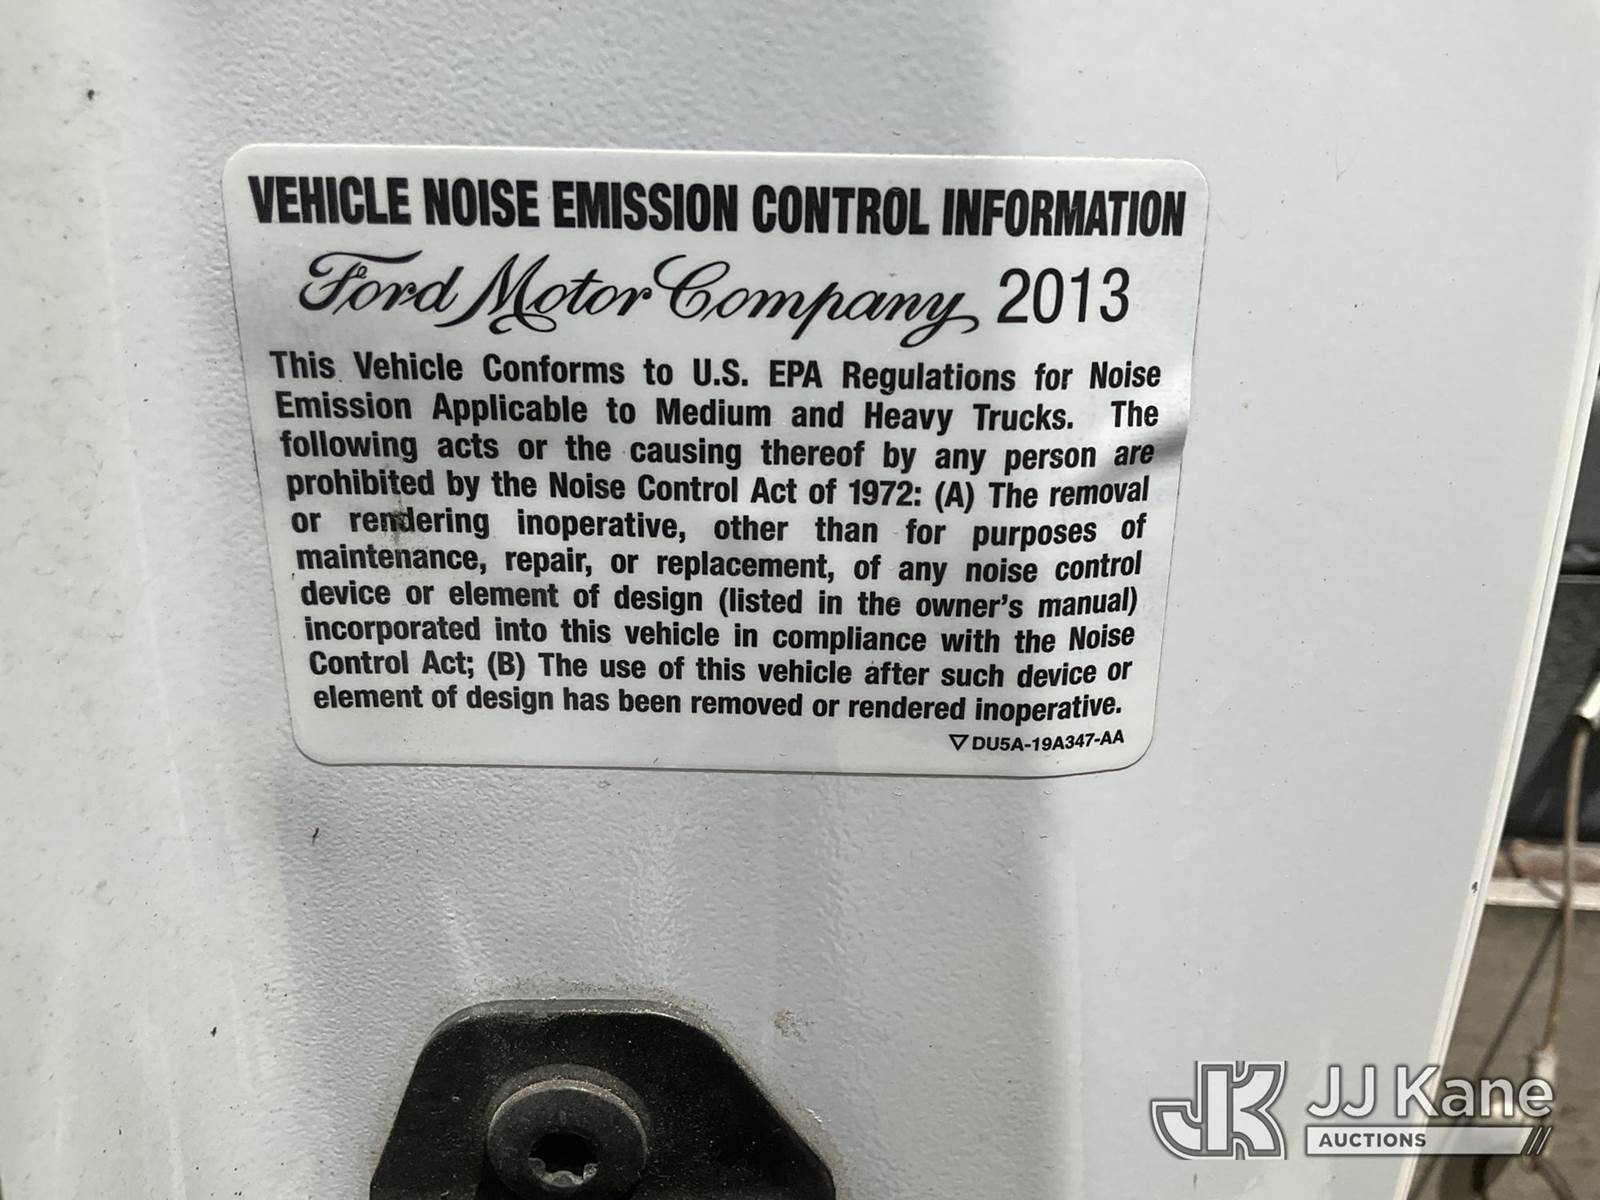 VEHICLE NOISE EMISSION CONTROL INFORMATION
Ford Motor Company 2013
This Vehicle Conforms to U.S. EPA Regulations for Noise
Emission Applicable to Medium and Heavy Trucks. The
following acts or the causing thereof by any person are
prohibited by the Noise Control Act of 1972: (A) The removal
or rendering inoperative, other than for purposes of
maintenance, repair, or replacement, of any noise control
device or element of design (listed in the owner's manual)
incorporated into this vehicle in compliance with the Noise
Control Act; (B) The use of this vehicle after such device or
element of design has been removed or rendered inoperative.
▽ DU5A-19A347-AA
JK JJ Kane
AUCTIONS